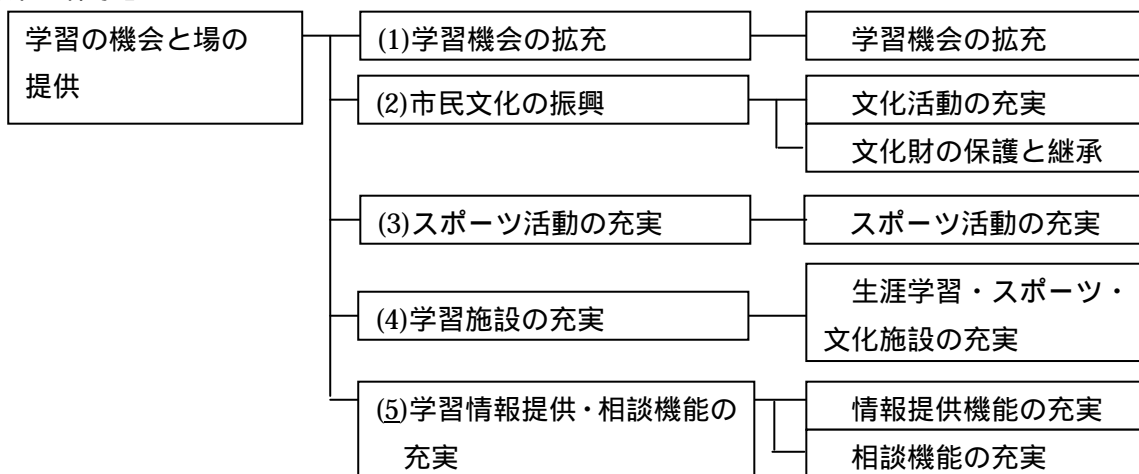 学習の機会と場の
提供
(1)学習機会の拡充
学習機会の拡充
(2)市民文化の振興
文化活動の充実
文化財の保護と継承
(3)スポーツ活動の充実
スポーツ活動の充実
(4)学習施設の充実
生涯学習・スポーツ・
文化施設の充実
(5)学習情報提供・相談機能の
充実
情報提供機能の充実
相談機能の充実